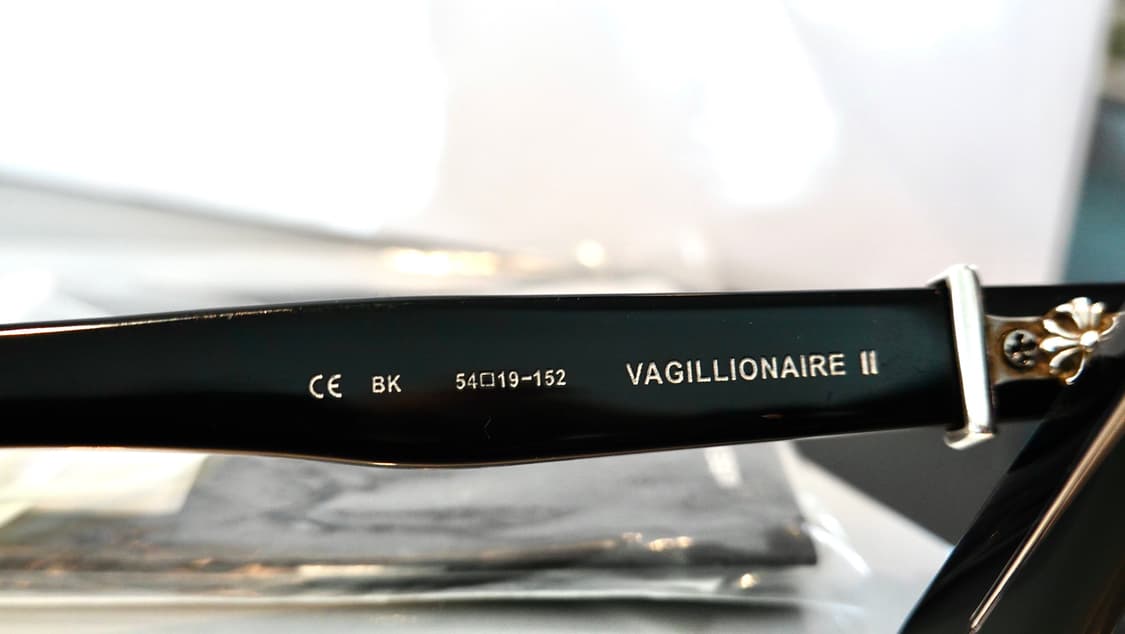 CE BK 54□19-152 VAGILLIONAIRE II